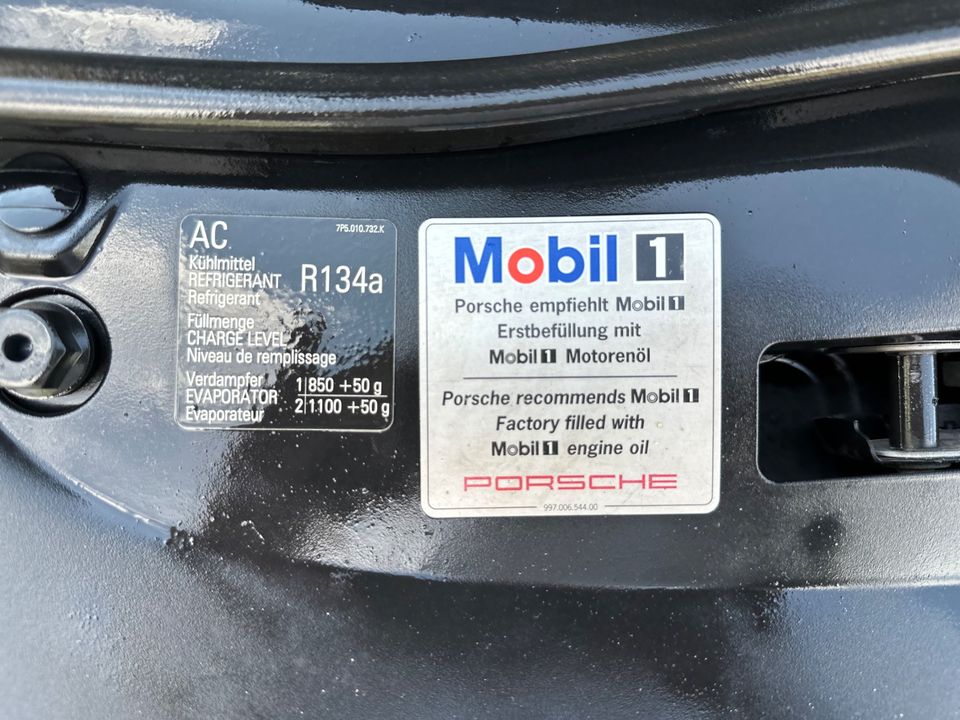 AC
7P5.010.732.K
Kühlmittel
REFRIGERANT R134a
Refrigerant
Füllmenge
CHARGE LEVEL
Niveau de remplissage
Verdampfer 1 850 +50 g
EVAPORATOR 2 1100 +50 g
Evaporateur
Mobil 1
Porsche empfiehlt Mobil 1
Erstbefüllung mit
Mobil 1 Motorenöl
Porsche recommends Mobil 1
Factory filled with
Mobil 1 engine oil
PORSCHE
997.006.544.00